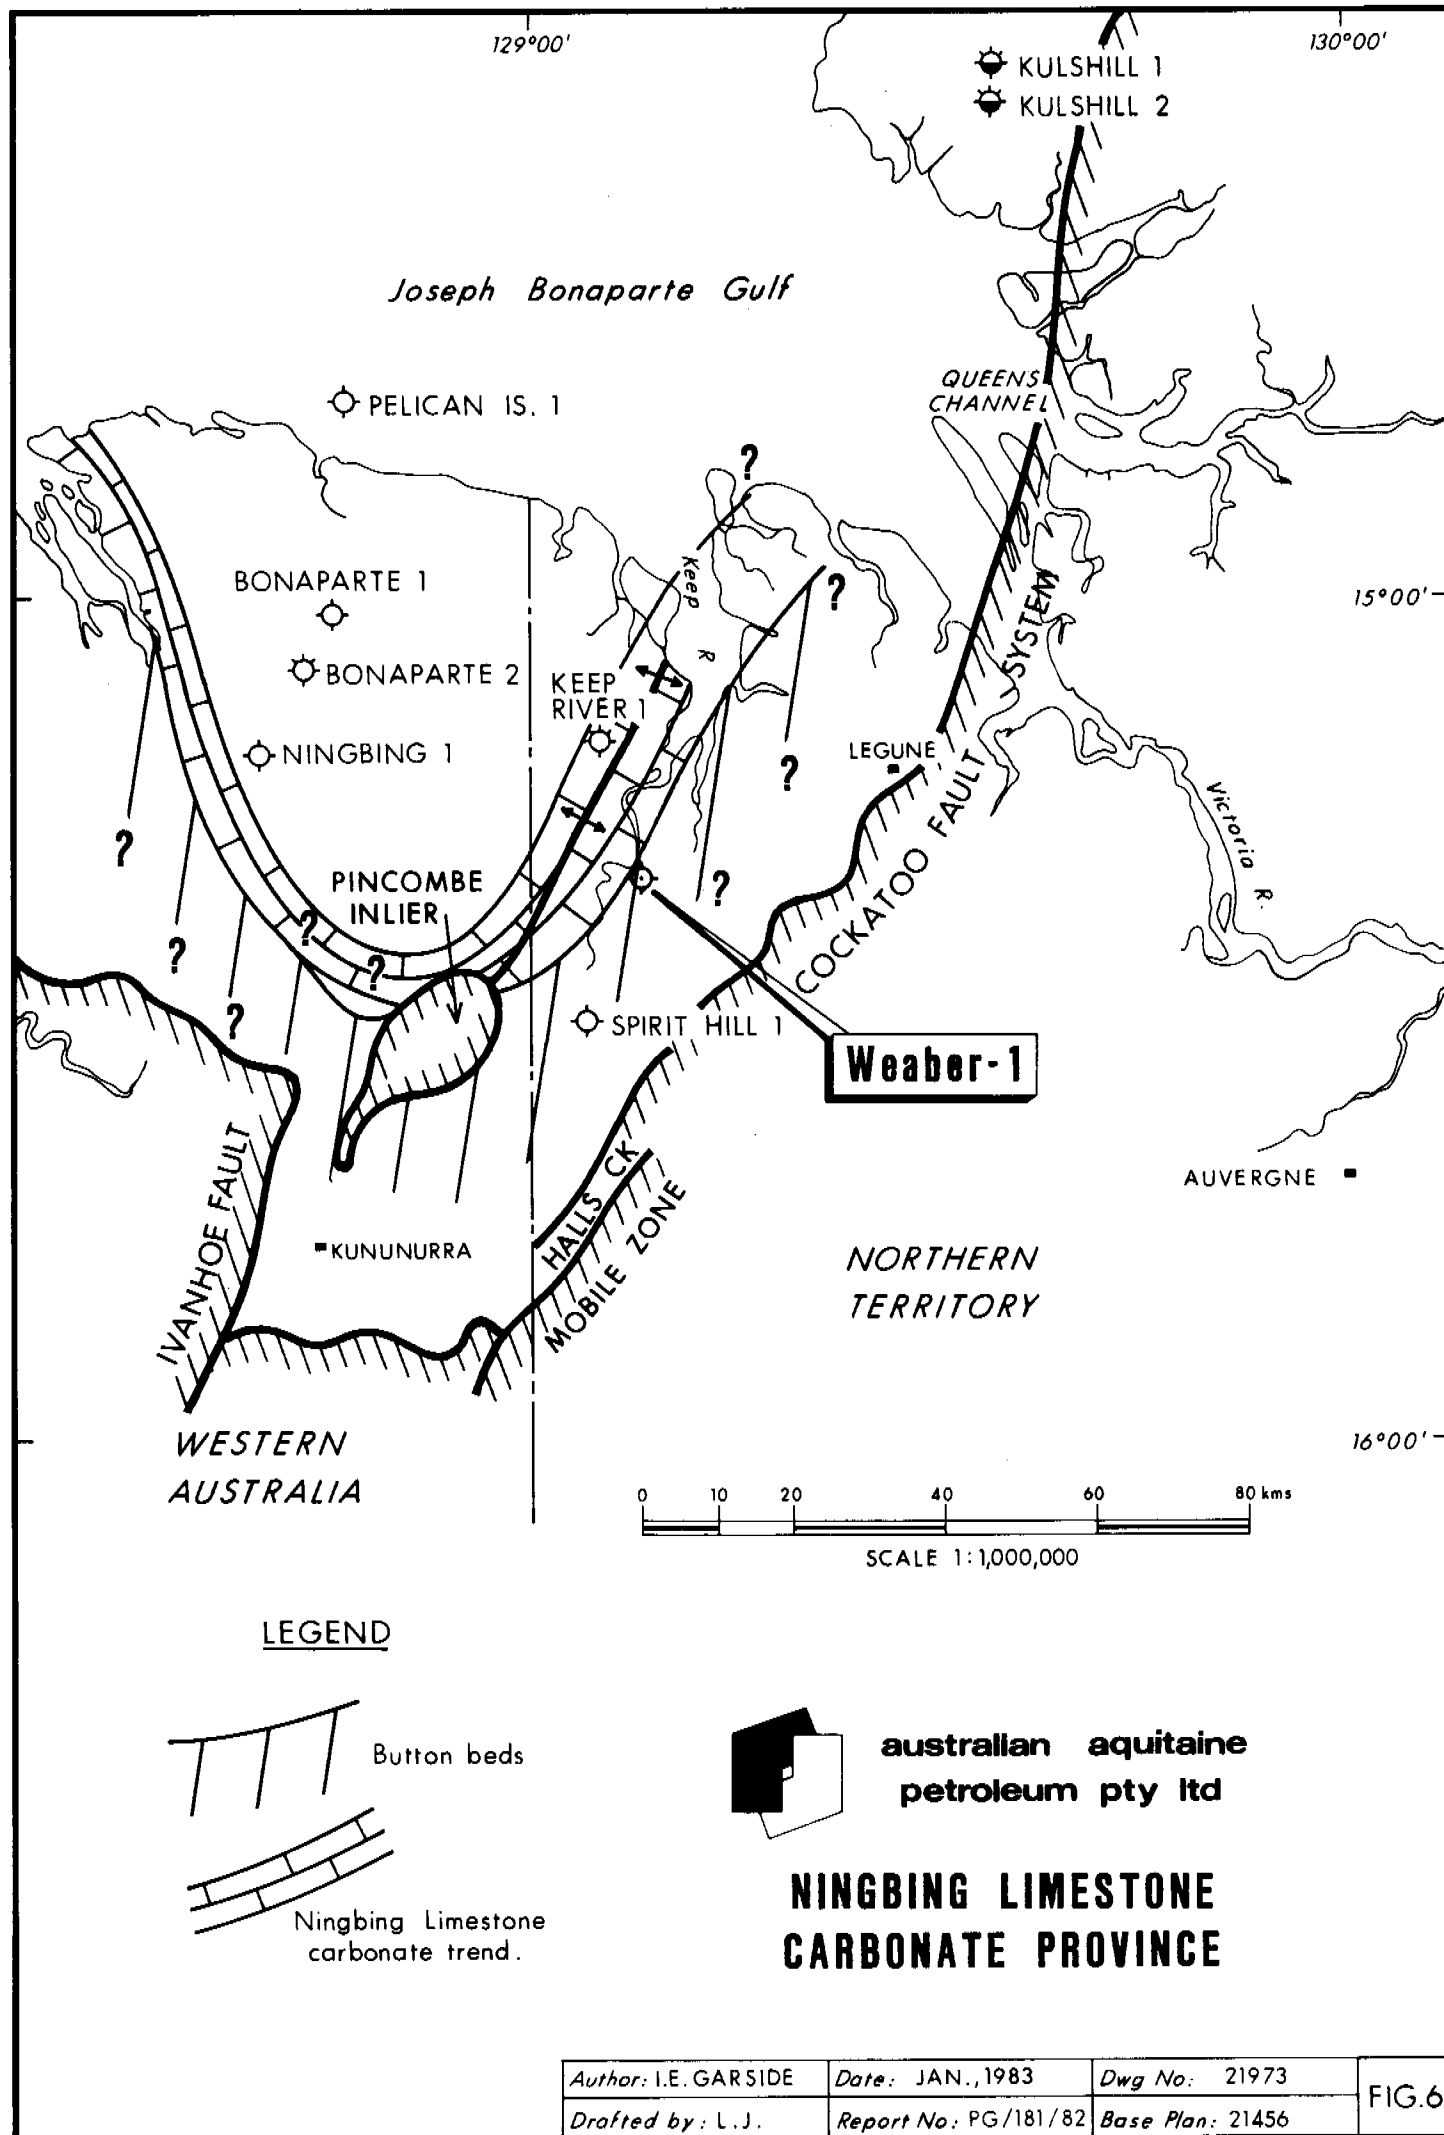 129°00'
130°00'
KULSHILL 1
KULSHILL 2
Joseph Bonaparte Gulf
QUEENS
CHANNEL
PELICAN IS. 1
?
BONAPARTE 1
Keep
R
?
15°00'
BONAPARTE 2
KEEP
RIVER 1
SYSTEM
NINGBING 1
LEGUNE
?
COCKATOO FAULT
Victoria
R.
?
PINCOMBE
INLIER
?
?
?
?
?
SPIRIT HILL 1
Weaber-1
IVANHOE FAULT
HALLS CK
MOBILE ZONE
AUVERGNE
KUNUNURRA
NORTHERN
TERRITORY
WESTERN
AUSTRALIA
16°00'
0 10 20 40 60 80 kms
SCALE 1:1,000,000
LEGEND
Button beds
Ningbing Limestone
carbonate trend.
australian aquitaine
petroleum pty ltd
NINGBING LIMESTONE
CARBONATE PROVINCE
Author: I.E. GARSIDE Date: JAN.,1983 Dwg No: 21973
FIG.6
Drafted by: L.J. Report No: PG/181/82 Base Plan: 21456